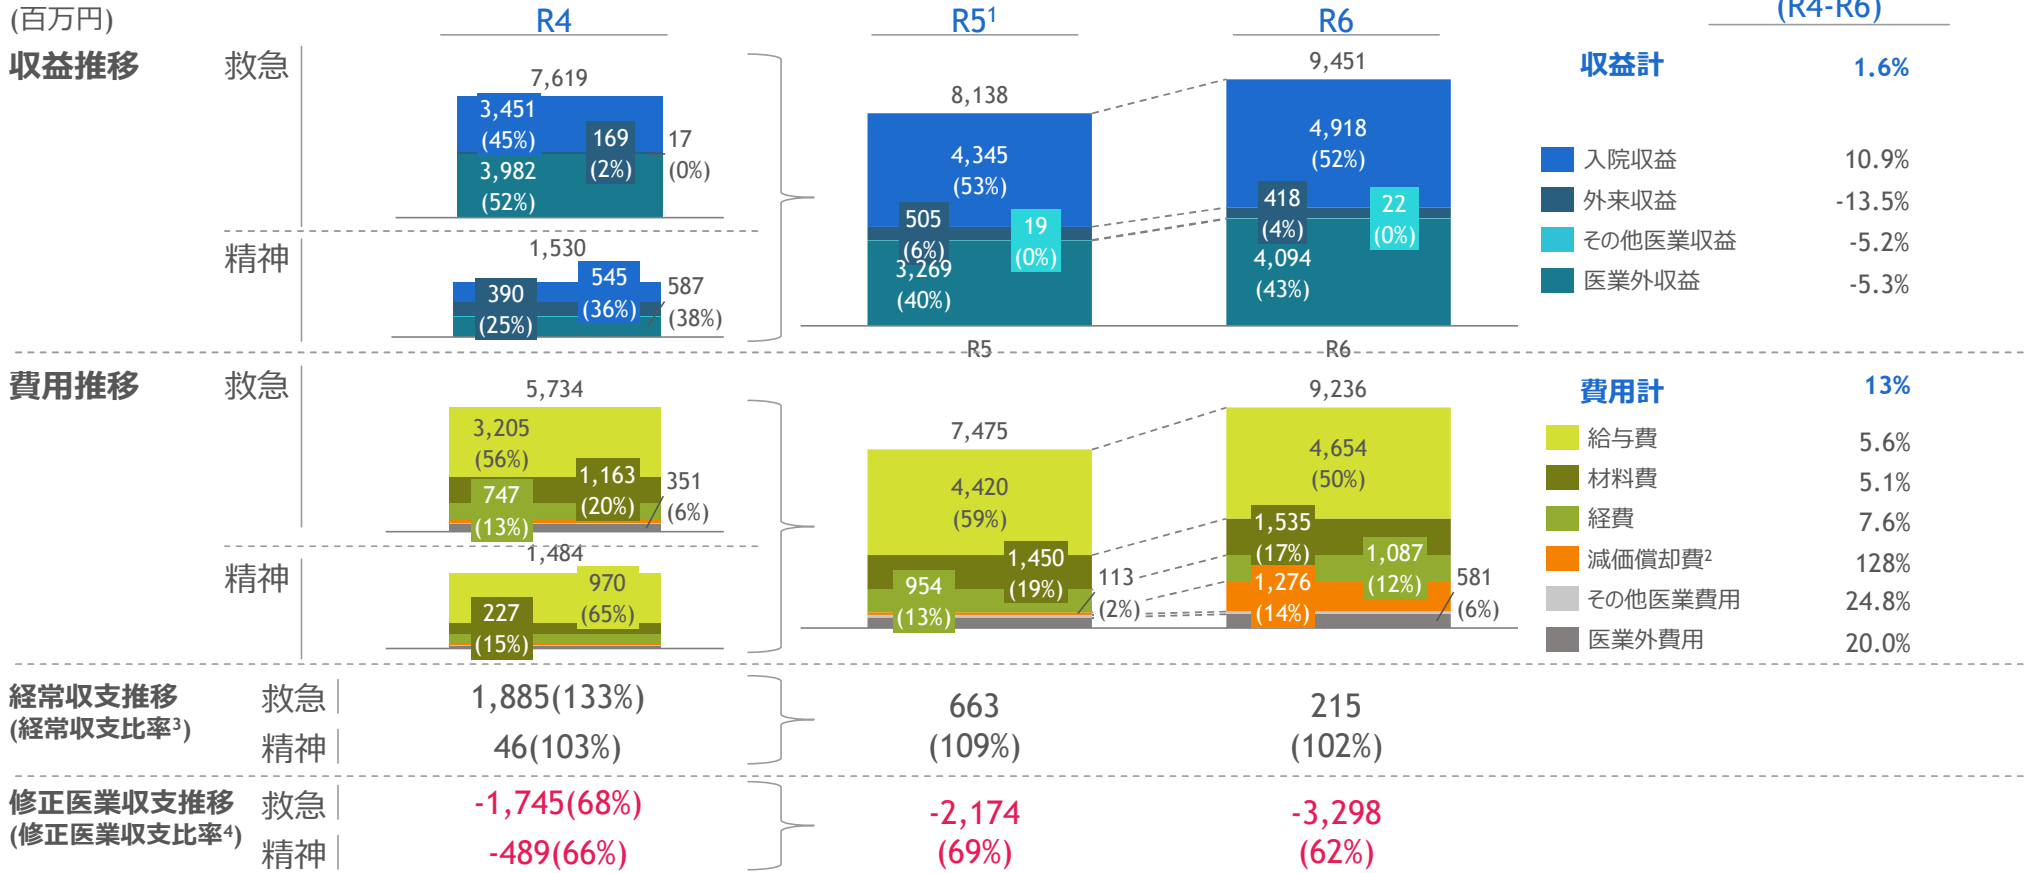 (百万円)
R4
R5¹
R6
(R4-R6)
収益推移
救急
7,619
3,451
(45%)
169
(2%)
17
(0%)
3,982
(52%)
精神
1,530
545
(36%)
390
(25%)
587
(38%)
8,138
4,345
(53%)
505
(6%)
19
(0%)
3,269
(40%)
R5
9,451
4,918
(52%)
418
(4%)
22
(0%)
4,094
(43%)
R6
収益計 1.6%
入院収益 10.9%
外来収益 -13.5%
その他医業収益 -5.2%
医業外収益 -5.3%
費用推移
救急
5,734
3,205
(56%)
1,163
(20%)
747
(13%)
351
(6%)
精神
1,484
970
(65%)
227
(15%)
7,475
4,420
(59%)
1,450
(19%)
954
(13%)
113
(2%)
9,236
4,654
(50%)
1,535
(17%)
1,087
(12%)
1,276
(14%)
581
(6%)
費用計 13%
給与費 5.6%
材料費 5.1%
経費 7.6%
減価償却費² 128%
その他医業費用 24.8%
医業外費用 20.0%
経常収支推移
(経常収支比率³)
救急 1,885(133%)
精神 46(103%)
663
(109%)
215
(102%)
修正医業収支推移
(修正医業収支比率⁴)
救急 -1,745(68%)
精神 -489(66%)
-2,174
(69%)
-3,298
(62%)